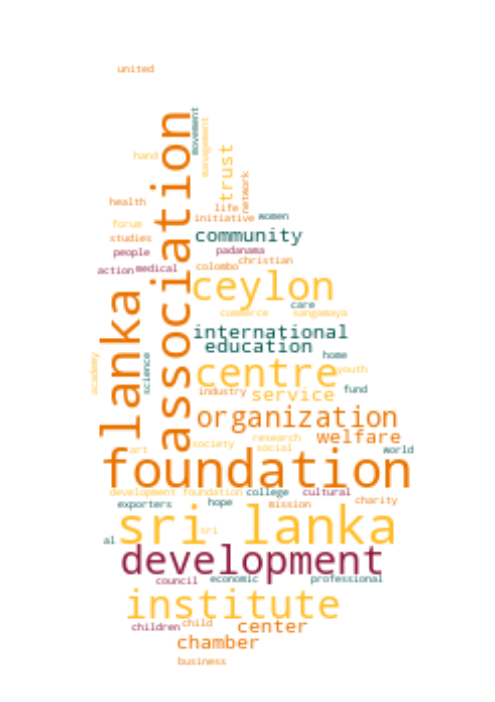 united
movement
association
management
hand
trust
network
health
life
initiative
women
forum
community
studies
people
padanama
christian
action
medical
colombo
lanka
ceylon
care
commerce
sangamaya
international
education
home
academy
science
centre
youth
industry
service
fund
organization
welfare
society
research
art
social
world
foundation
development foundation
college
cultural
exporters
hope
mission
charity
sri lanka
sri
al
development
council
economic
professional
institute
children
child
center
chamber
business